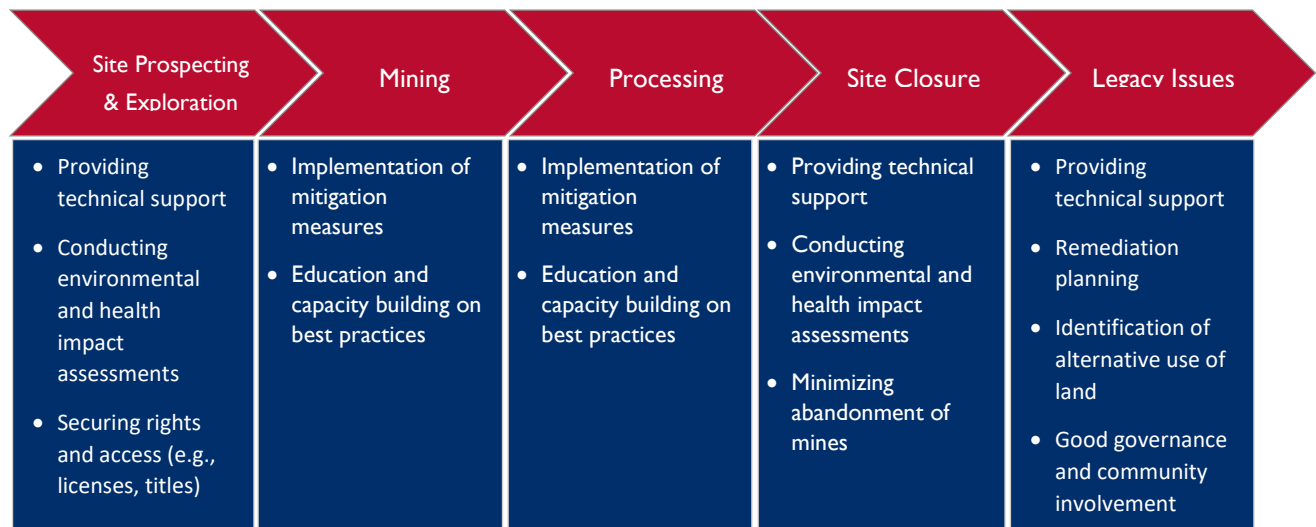 Site Prospecting
& Exploration
Mining
Processing
Site Closure
Legacy Issues
• Providing
technical support
• Conducting
environmental
and health
impact
assessments
• Securing rights
and access (e.g.,
licenses, titles)
• Implementation of
mitigation
measures
• Education and
capacity building on
best practices
• Implementation of
mitigation
measures
• Education and
capacity building on
best practices
• Providing technical
support
• Conducting
environmental and
health impact
assessments
• Minimizing
abandonment of
mines
• Providing
technical support
• Remediation
planning
• Identification of
alternative use of
land
• Good governance
and community
involvement